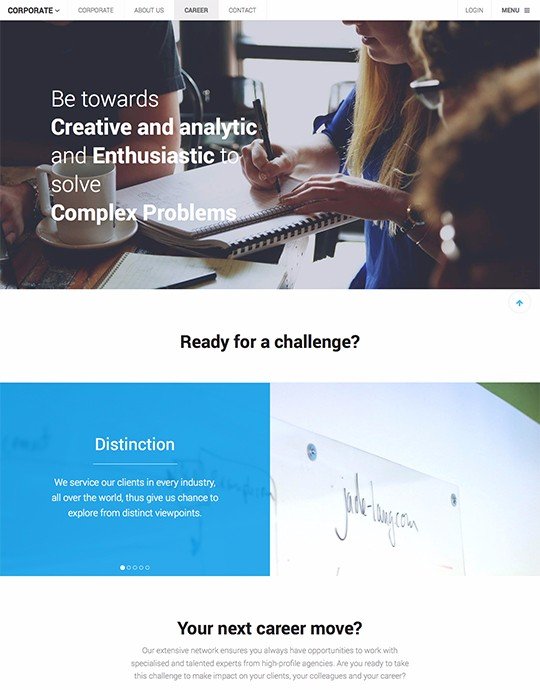 CORPORATE CORPORATE ABOUT US CAREER CONTACT LOGIN MENU
Be towards
Creative and analytic
and Enthusiastic to
solve
Complex Problems
Ready for a challenge?
Distinction
We service our clients in every industry,
all over the world, thus give us chance to
explore from distinct viewpoints.
jade-lang.com
Your next career move?
Our extensive network ensures you always have opportunities to work with
specialised and talented experts from high-profile agencies. Are you ready to take
this challenge to make impact on your clients, your colleagues and your career?